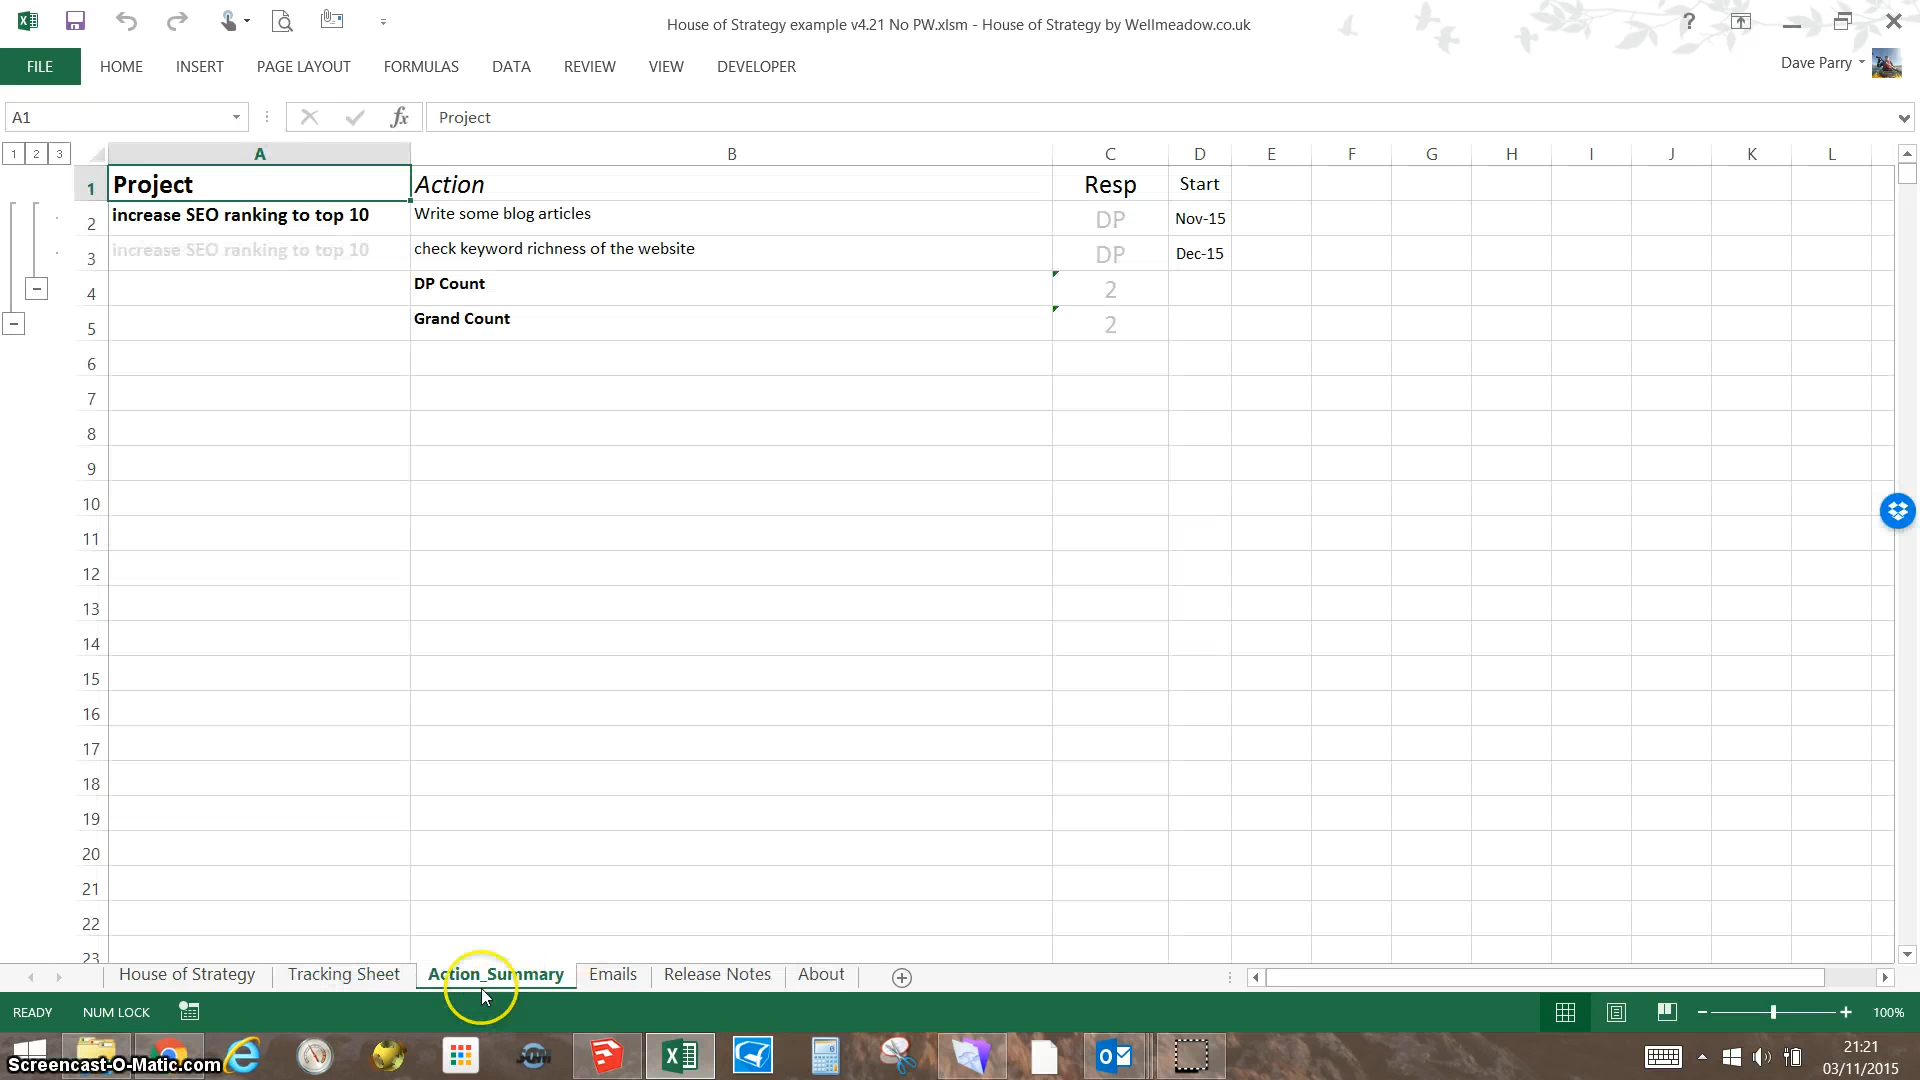 House of Strategy example v4.21 No PW.xlsm - House of Strategy by Wellmeadow.co.uk
?
FILE HOME INSERT PAGE LAYOUT FORMULAS DATA REVIEW VIEW DEVELOPER
Dave Parry
A1 fx Project
1 2 3
A B C D E F G H I J K L
1 Project Action Resp Start
2 increase SEO ranking to top 10 Write some blog articles DP Nov-15
3 increase SEO ranking to top 10 check keyword richness of the website DP Dec-15
4 DP Count 2
5 Grand Count 2
6
7
8
9
10
11
12
13
14
15
16
17
18
19
20
21
22
23
House of Strategy Tracking Sheet Action_Summary Emails Release Notes About
READY NUM LOCK 100%
Screencast-O-Matic.com
21:21
03/11/2015